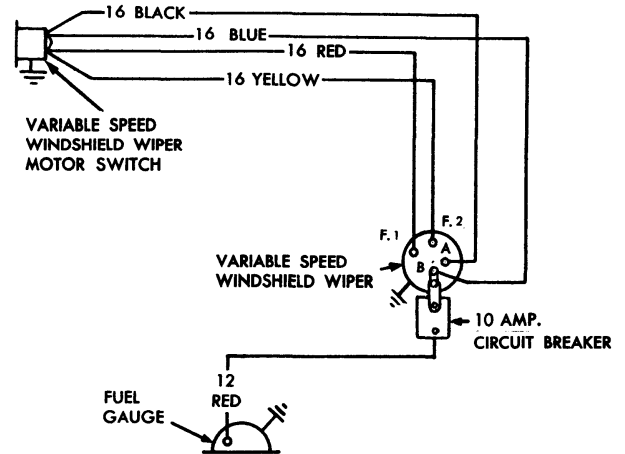 16 BLACK
16 BLUE
16 RED
16 YELLOW
VARIABLE SPEED
WINDSHIELD WIPER
MOTOR SWITCH
F.1
F.2
A
B
VARIABLE SPEED
WINDSHIELD WIPER
10 AMP.
CIRCUIT BREAKER
12
RED
FUEL
GAUGE